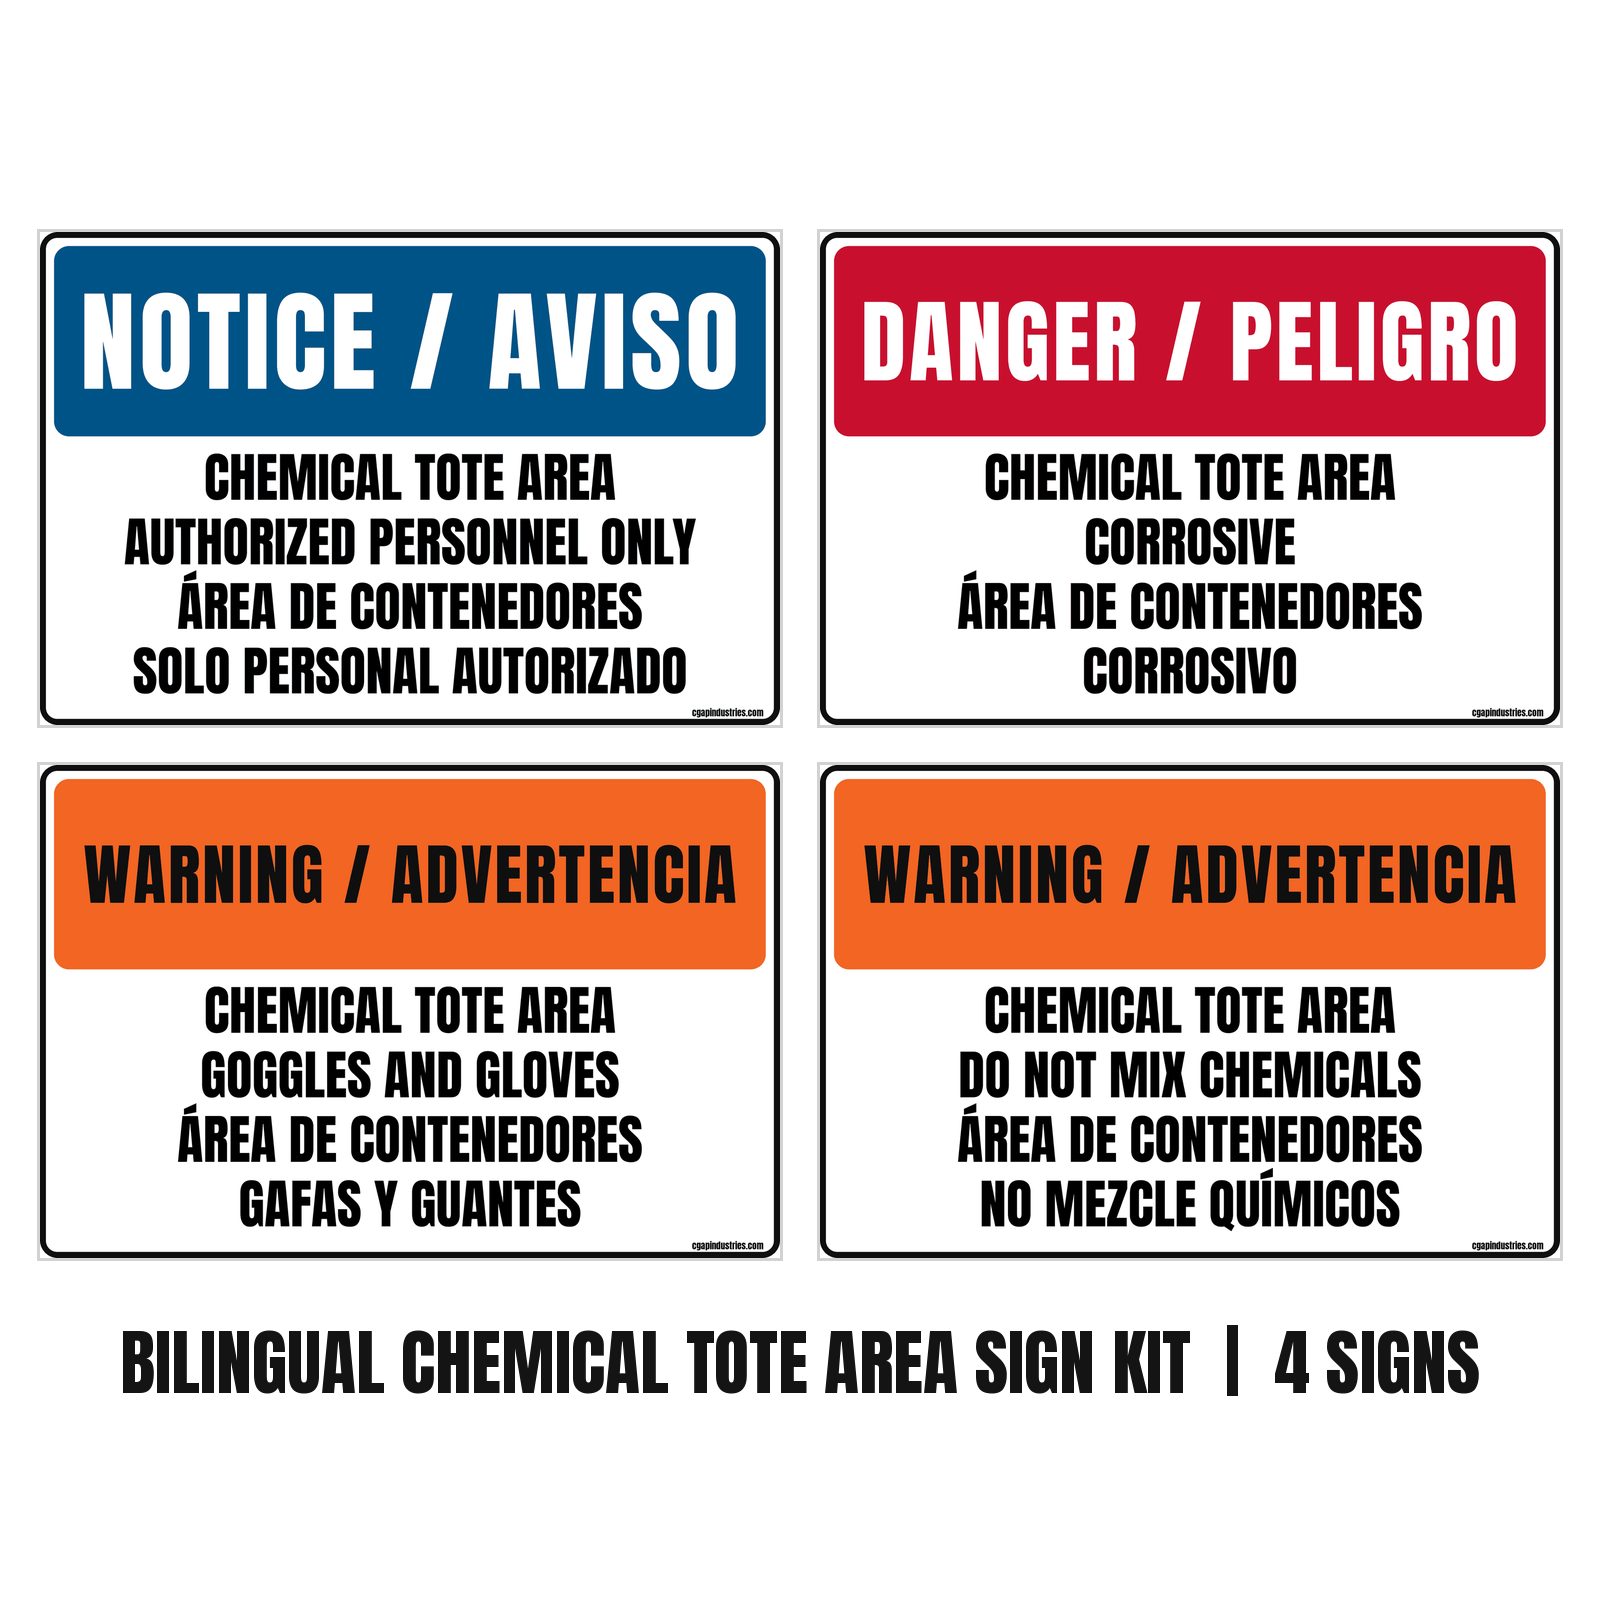 NOTICE / AVISO
CHEMICAL TOTE AREA
AUTHORIZED PERSONNEL ONLY
ÁREA DE CONTENEDORES
SOLO PERSONAL AUTORIZADO
cgapindustries.com
DANGER / PELIGRO
CHEMICAL TOTE AREA
CORROSIVE
ÁREA DE CONTENEDORES
CORROSIVO
cgapindustries.com
WARNING / ADVERTENCIA
CHEMICAL TOTE AREA
GOGGLES AND GLOVES
ÁREA DE CONTENEDORES
GAFAS Y GUANTES
cgapindustries.com
WARNING / ADVERTENCIA
CHEMICAL TOTE AREA
DO NOT MIX CHEMICALS
ÁREA DE CONTENEDORES
NO MEZCLE QUÍMICOS
cgapindustries.com
BILINGUAL CHEMICAL TOTE AREA SIGN KIT | 4 SIGNS